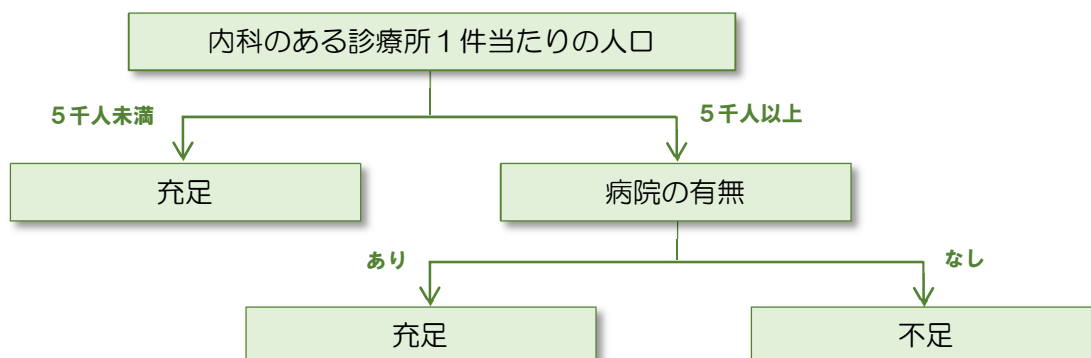 内科のある診療所１件当たりの人口
５千人未満
５千人以上
充足
病院の有無
あり
なし
充足
不足